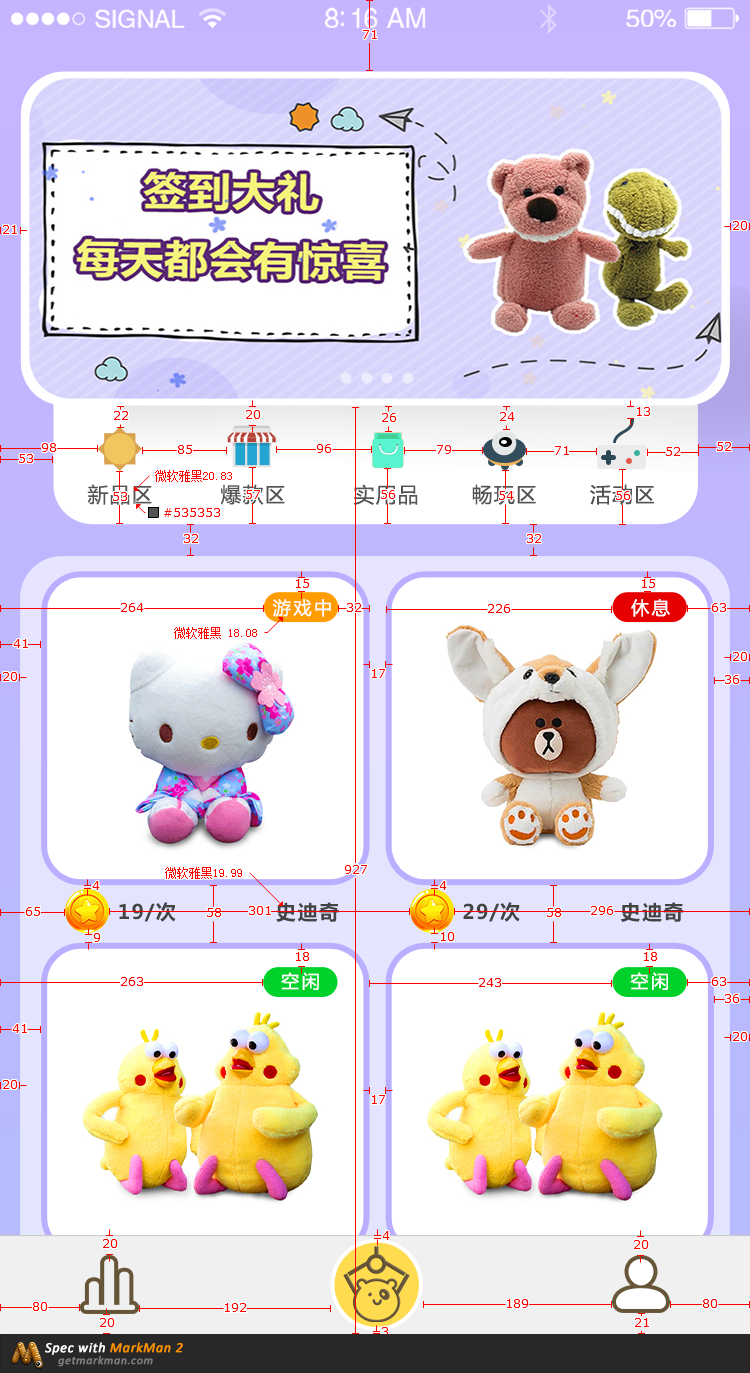 SIGNAL 8:16 AM 50%
71
签到大礼
每天都会有惊喜
21 20
22 20 26 24 13
98 85 96 79 71 52 52
53
微软雅黑20.83
新品区 爆款区 实用品 畅玩区 活动区
53 57 56 54 56
#535353
32 32
15 15
游戏中 休息
264 32 226 63
微软雅黑 18.08
41 20
20 17 36
微软雅黑19.99 927
4 4
65 19/次 58 301 史迪奇 29/次 58 296 史迪奇
9 10
18 18
空闲 空闲
263 243 63
36
41 20
20 17
20 4 20
80 192 189 80
20 3 21
Spec with MarkMan 2
getmarkman.com